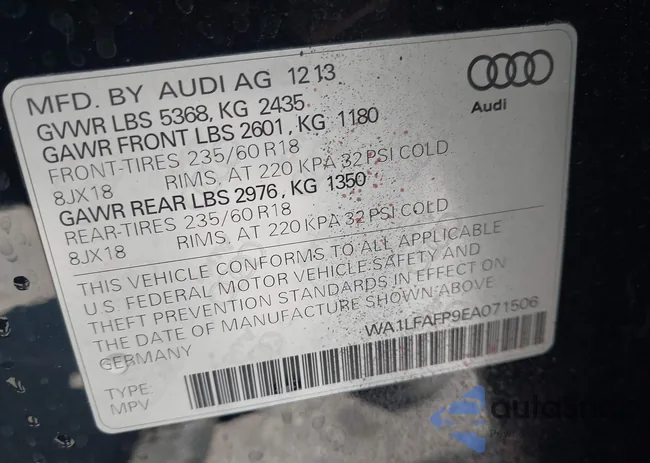 MFD. BY AUDI AG 12 13
Audi
GVWR LBS 5368, KG 2435
GAWR FRONT LBS 2601, KG 1180
FRONT-TIRES 235/60 R18
8JX18 RIMS, AT 220 KPA 32 PSI COLD
GAWR REAR LBS 2976, KG 1350
REAR-TIRES 235/60 R18
8JX18 RIMS, AT 220 KPA 32 PSI COLD
THIS VEHICLE CONFORMS TO ALL APPLICABLE
U.S. FEDERAL MOTOR VEHICLE SAFETY AND
THEFT PREVENTION STANDARDS IN EFFECT ON
THE DATE OF MANUFACTURE SHOWN ABOVE
GERMANY
WA1LFAFP9EA071506
TYPE:
MPV